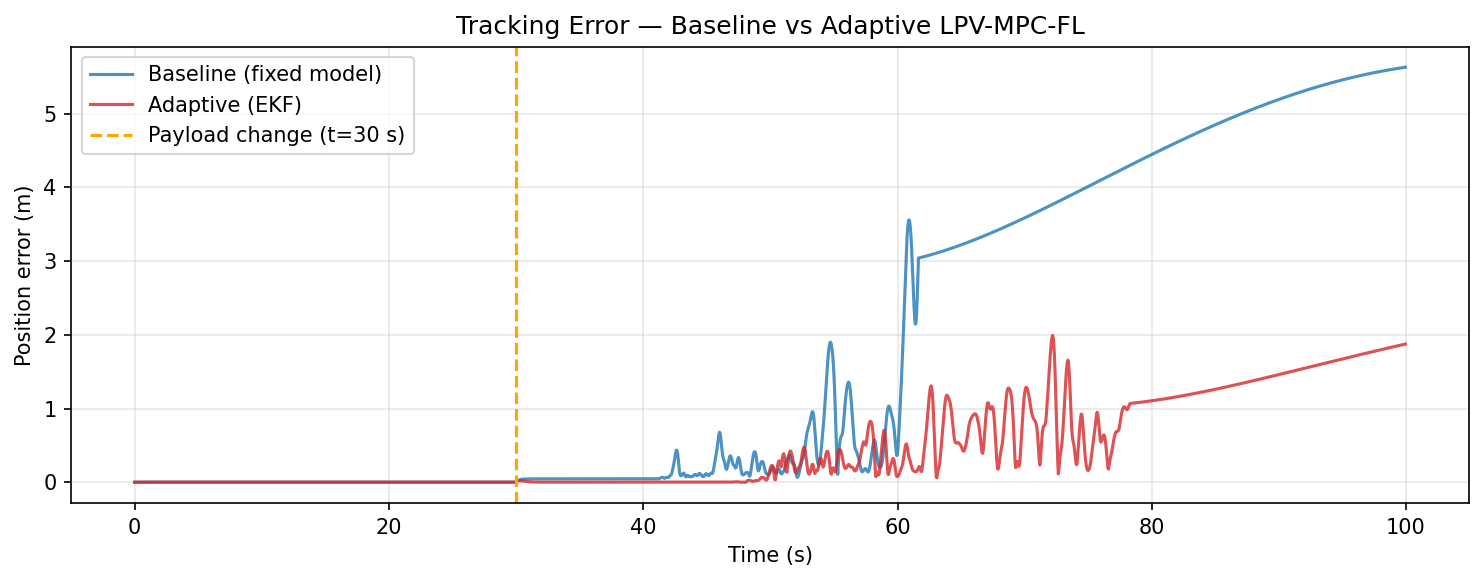 Tracking Error — Baseline vs Adaptive LPV-MPC-FL
Baseline (fixed model)
Adaptive (EKF)
Payload change (t=30 s)
Position error (m)
5
4
3
2
1
0
0 20 40 60 80 100
Time (s)